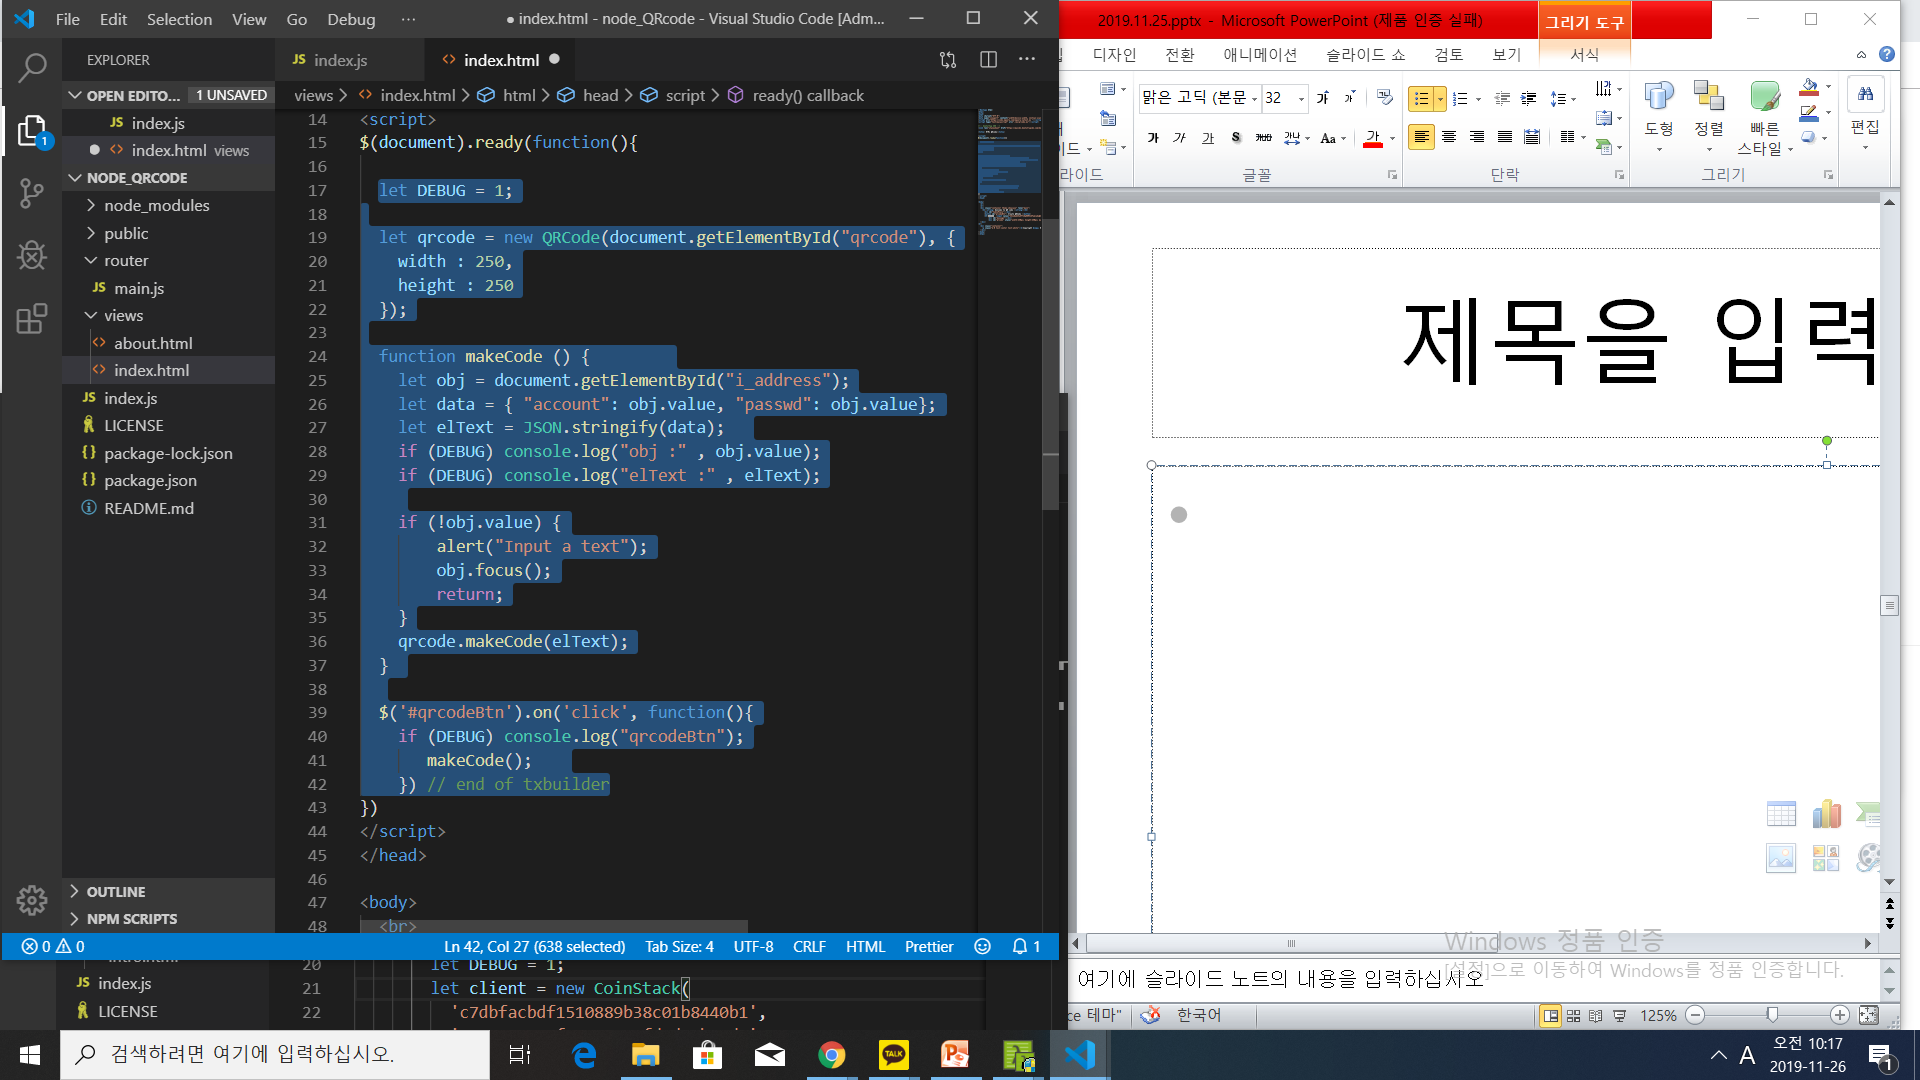 File Edit Selection View Go Debug ··· ● index.html - node_QRcode - Visual Studio Code [Adm...
EXPLORER
OPEN EDITO... 1 UNSAVED
JS index.js
index.html views
NODE_QRCODE
node_modules
public
router
JS main.js
views
about.html
index.html
JS index.js
LICENSE
{} package-lock.json
{} package.json
README.md
OUTLINE
NPM SCRIPTS
JS index.js
<> index.html
views > index.html > html > head > script > ready() callback
14 <script>
15 $(document).ready(function(){
16
17 let DEBUG = 1;
18
19 let qrcode = new QRCode(document.getElementById("qrcode"), {
20 width : 250,
21 height : 250
22 });
23
24 function makeCode () {
25 let obj = document.getElementById("i_address");
26 let data = { "account": obj.value, "passwd": obj.value};
27 let elText = JSON.stringify(data);
28 if (DEBUG) console.log("obj :" , obj.value);
29 if (DEBUG) console.log("elText :" , elText);
30
31 if (!obj.value) {
32 alert("Input a text");
33 obj.focus();
34 return;
35 }
36 qrcode.makeCode(elText);
37 }
38
39 $('#qrcodeBtn').on('click', function(){
40 if (DEBUG) console.log("qrcodeBtn");
41 makeCode();
42 }) // end of txbuilder
43 })
44 </script>
45 </head>
46
47 <body>
48 <br>
0 0 Ln 42, Col 27 (638 selected) Tab Size: 4 UTF-8 CRLF HTML Prettier 1
JS index.js
LICENSE
20 let DEBUG = 1;
21 let client = new CoinStack(
22 'c7dbfacbdf1510889b38c01b8440b1',
2019.11.25.pptx - Microsoft PowerPoint (제품 인증 실패)
그리기 도구
디자인 전환 애니메이션 슬라이드 쇼 검토 보기 서식
맑은 고딕 (본문 32
가 가 가 S 가나 Aa 가
도형 정렬 빠른 스타일 편집
라이드 글꼴 단락 그리기
제목을 입력
Windows 정품 인증
[설정]으로 이동하여 Windows를 정품 인증합니다.
여기에 슬라이드 노트의 내용을 입력하십시오
ce 테마" 한국어 125%
검색하려면 여기에 입력하십시오.
TALK
A 오전 10:17
2019-11-26
1